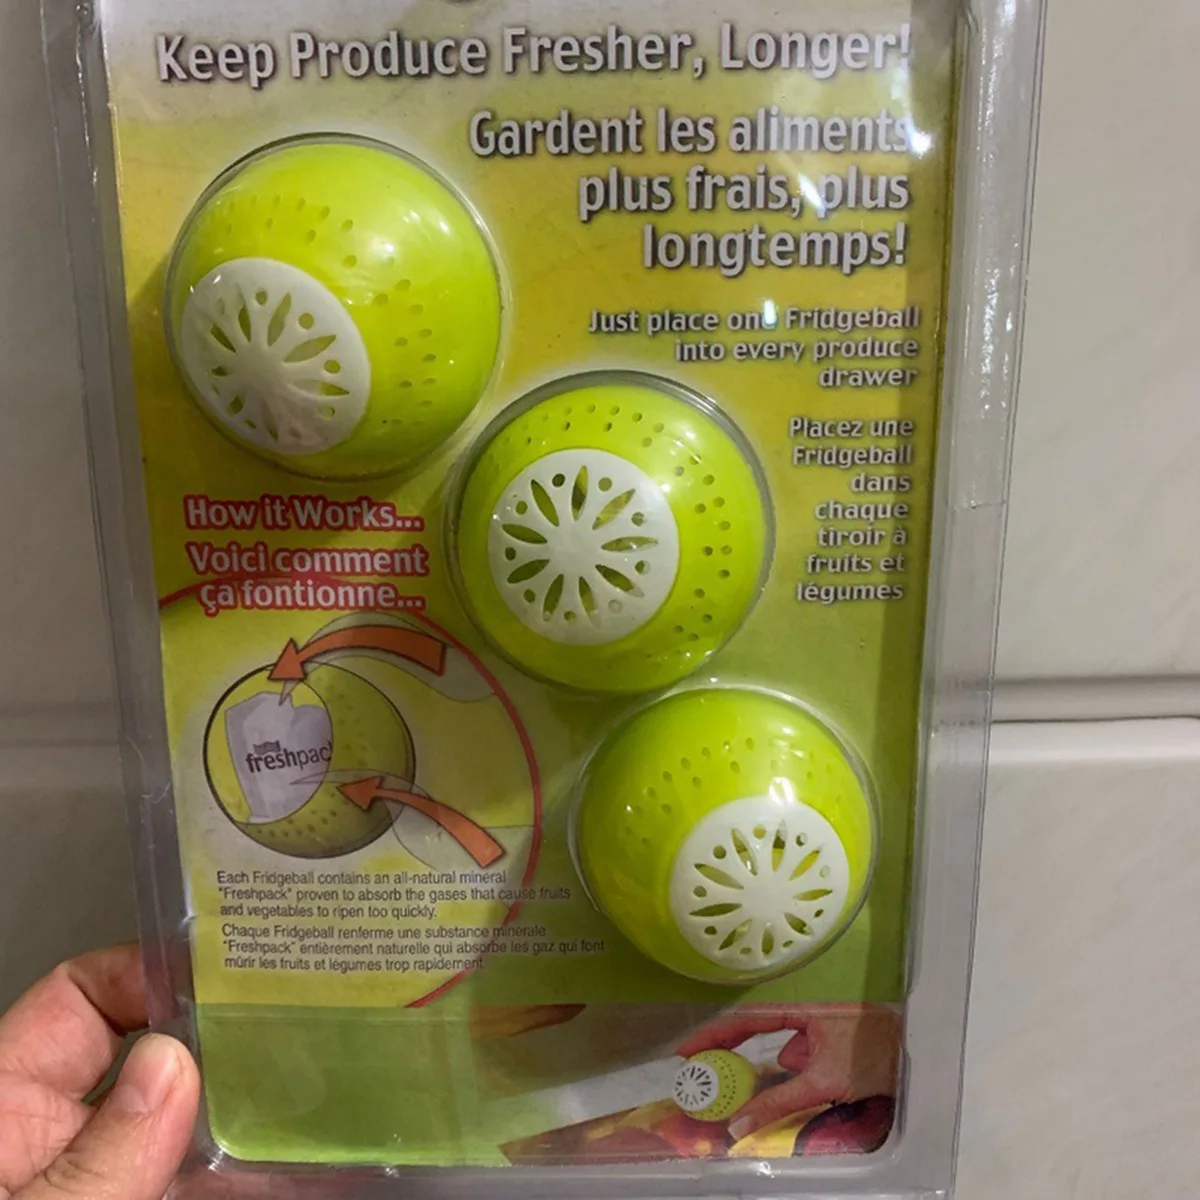 Keep Produce Fresher, Longer!
Gardent les aliments
plus frais, plus
longtemps!
Just place one Fridgeball
into every produce
drawer
Placez une
Fridgeball
dans
chaque
tiroir à
fruits et
légumes
How it Works...
Voici comment
ça fontionne...
freshpack
Each Fridgeball contains an all-natural mineral
"Freshpack" proven to absorb the gases that cause fruits
and vegetables to ripen too quickly.
Chaque Fridgeball renferme une substance minérale
"Freshpack" entièrement naturelle qui absorbe les gaz qui font
mûrir les fruits et légumes trop rapidement